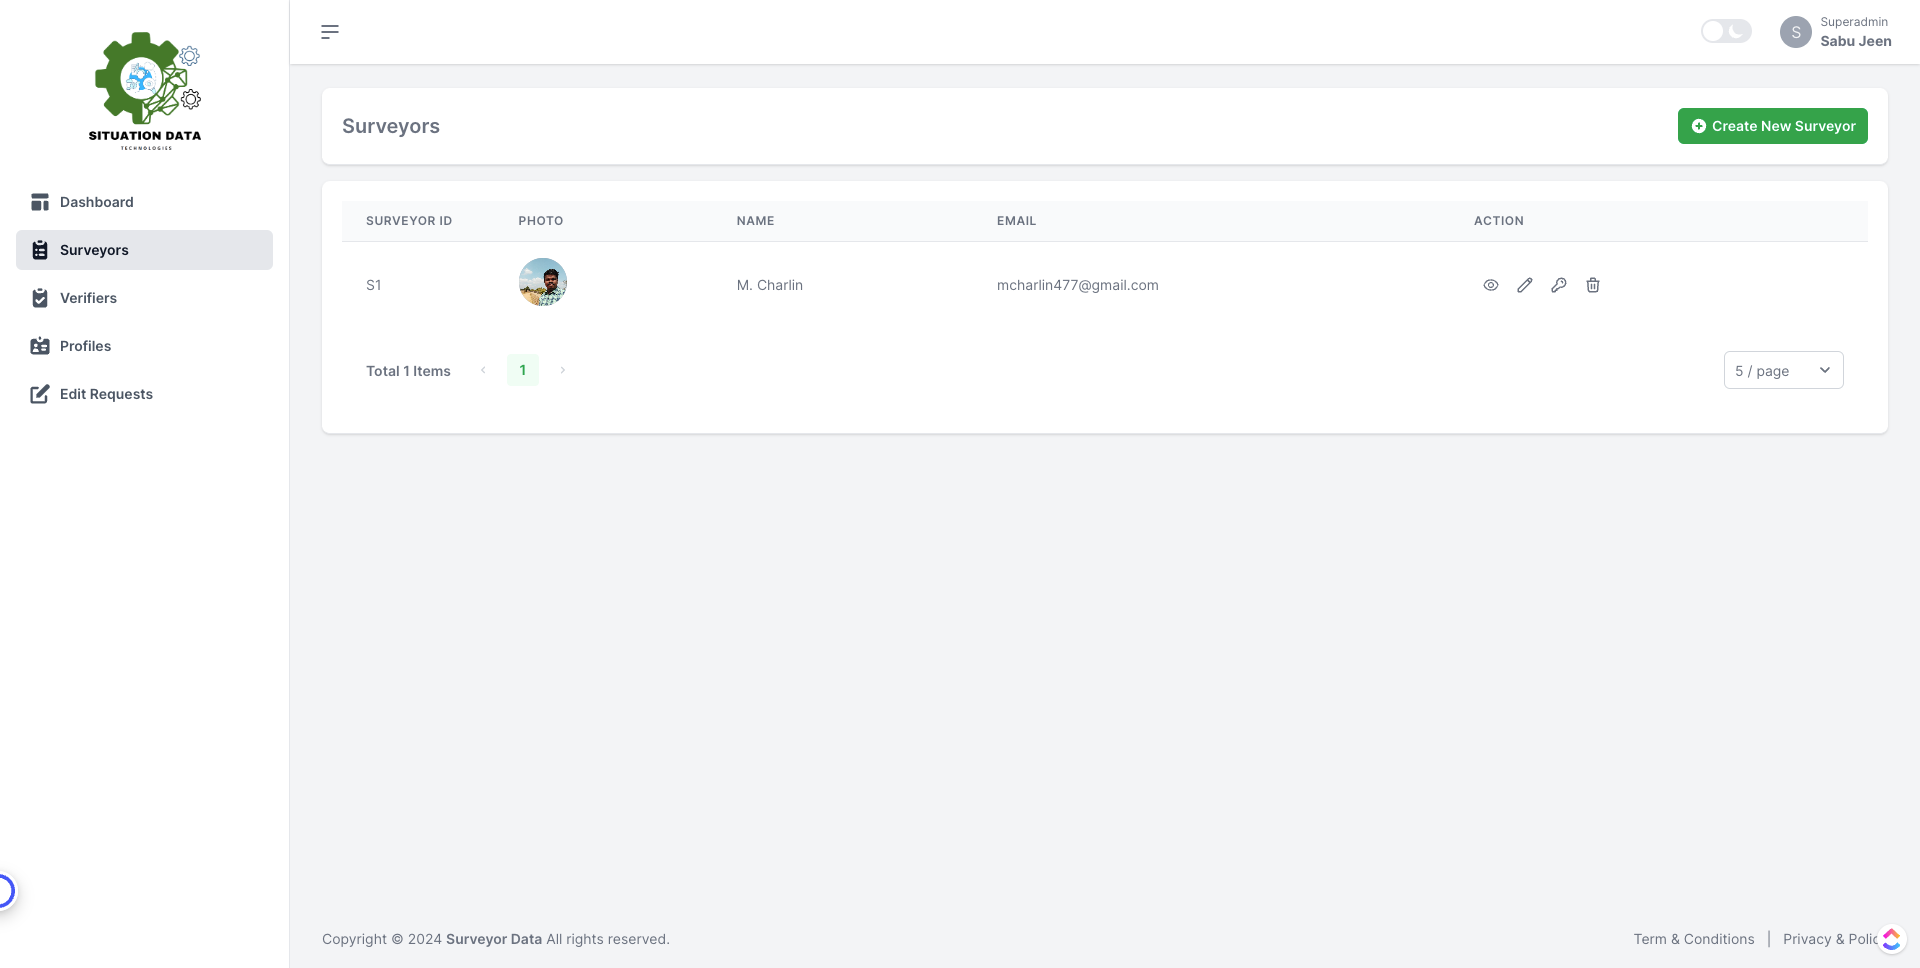 SITUATION DATA
TECHNOLOGIES
Dashboard
Surveyors
Verifiers
Profiles
Edit Requests
S
Superadmin
Sabu Jeen
Surveyors
Create New Surveyor
SURVEYOR ID PHOTO NAME EMAIL ACTION
S1 M. Charlin mcharlin477@gmail.com
Total 1 Items 1 5 / page
Copyright © 2024 Surveyor Data All rights reserved.
Term & Conditions | Privacy &